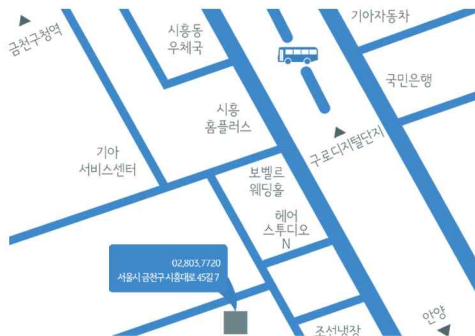 금천구청역
시흥동
우체국
기아자동차
국민은행
시흥
홈플러스
구로디지털단지
기아
서비스센터
보벨르
웨딩홀
헤어
스투디오
N
02.803.7720
서울시 금천구 시흥대로 45길 7
조선냉장
안양